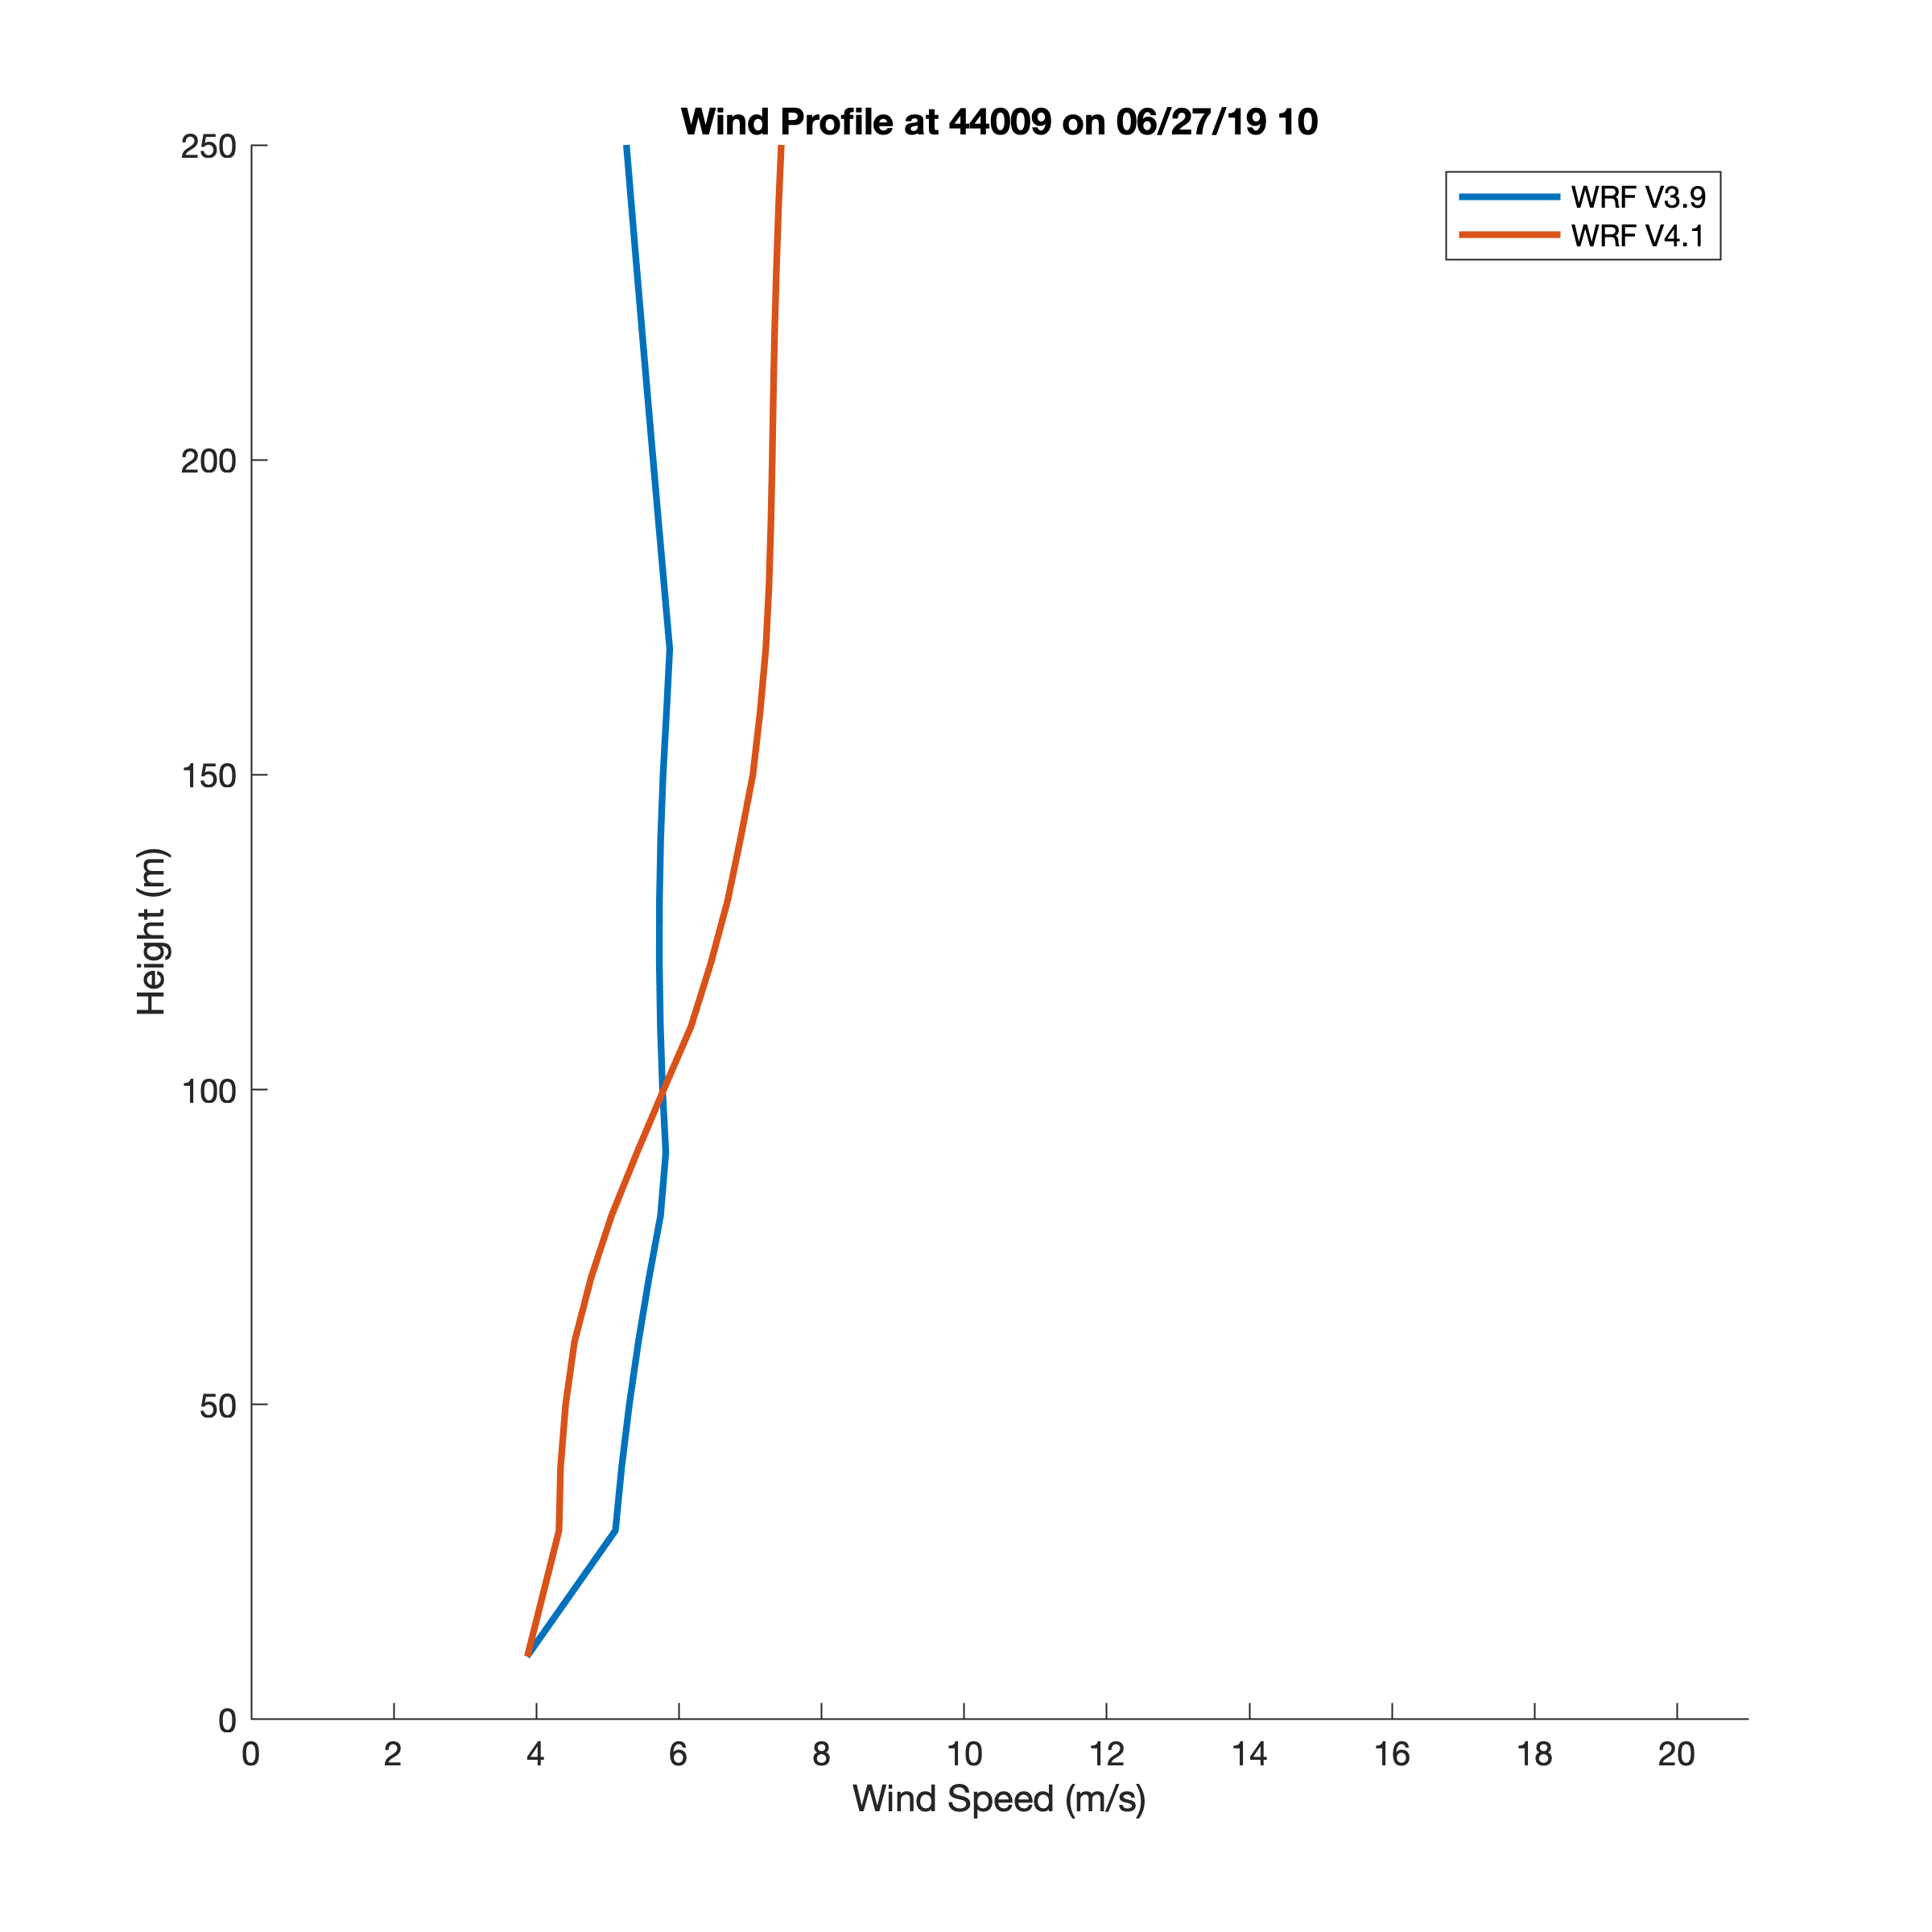 Wind Profile at 4009 on 06/27/19 10
250
200
150
100
50
0
Height (m)
WRF V3.9
WRF V4.1
0 2 4 6 8 10 12 14 16 18 20
Wind Speed (m/s)